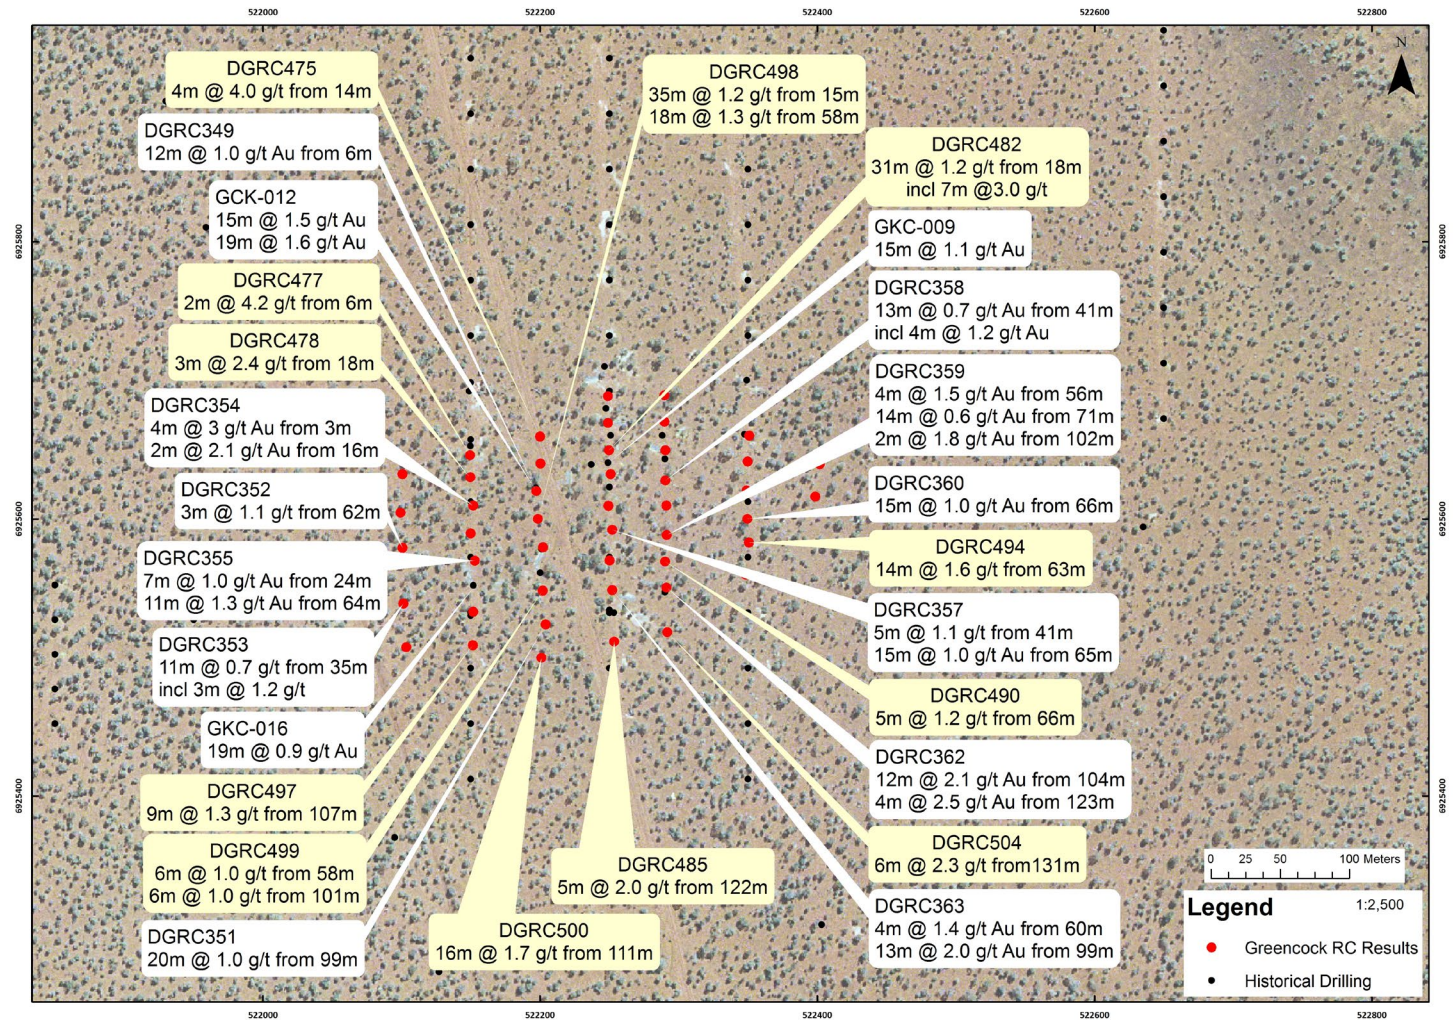 522000
522200
522400
522600
522800
N
DGRC475
4m @ 4.0 g/t from 14m
DGRC349
12m @ 1.0 g/t Au from 6m
GCK-012
15m @ 1.5 g/t Au
19m @ 1.6 g/t Au
DGRC477
2m @ 4.2 g/t from 6m
DGRC478
3m @ 2.4 g/t from 18m
DGRC354
4m @ 3 g/t Au from 3m
2m @ 2.1 g/t Au from 16m
DGRC352
3m @ 1.1 g/t from 62m
DGRC355
7m @ 1.0 g/t Au from 24m
11m @ 1.3 g/t Au from 64m
DGRC353
11m @ 0.7 g/t from 35m
incl 3m @ 1.2 g/t
GKC-016
19m @ 0.9 g/t Au
DGRC497
9m @ 1.3 g/t from 107m
DGRC499
6m @ 1.0 g/t from 58m
6m @ 1.0 g/t from 101m
DGRC351
20m @ 1.0 g/t from 99m
DGRC500
16m @ 1.7 g/t from 111m
DGRC485
5m @ 2.0 g/t from 122m
DGRC498
35m @ 1.2 g/t from 15m
18m @ 1.3 g/t from 58m
DGRC482
31m @ 1.2 g/t from 18m
incl 7m @3.0 g/t
GKC-009
15m @ 1.1 g/t Au
DGRC358
13m @ 0.7 g/t Au from 41m
incl 4m @ 1.2 g/t Au
DGRC359
4m @ 1.5 g/t Au from 56m
14m @ 0.6 g/t Au from 71m
2m @ 1.8 g/t Au from 102m
DGRC360
15m @ 1.0 g/t Au from 66m
DGRC494
14m @ 1.6 g/t from 63m
DGRC357
5m @ 1.1 g/t from 41m
15m @ 1.0 g/t Au from 65m
DGRC490
5m @ 1.2 g/t from 66m
DGRC362
12m @ 2.1 g/t Au from 104m
4m @ 2.5 g/t Au from 123m
DGRC504
6m @ 2.3 g/t from131m
DGRC363
4m @ 1.4 g/t Au from 60m
13m @ 2.0 g/t Au from 99m
6925800
6925600
6925400
6925800
6925600
6925400
0 25 50 100 Meters
Legend 1:2,500
Greencock RC Results
Historical Drilling
522000
522200
522400
522600
522800